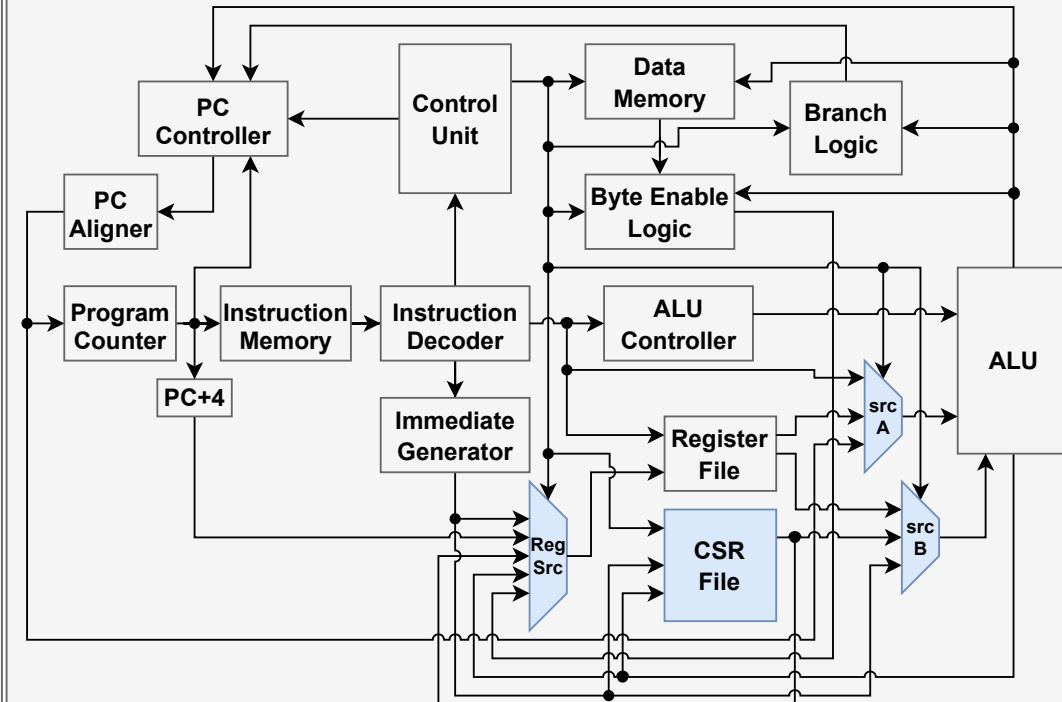 PC
Controller
Control
Unit
Data
Memory
Branch
Logic
PC
Aligner
Byte Enable
Logic
Program
Counter
Instruction
Memory
Instruction
Decoder
ALU
Controller
ALU
PC+4
src
A
Immediate
Generator
Register
File
Reg
Src
CSR
File
src
B